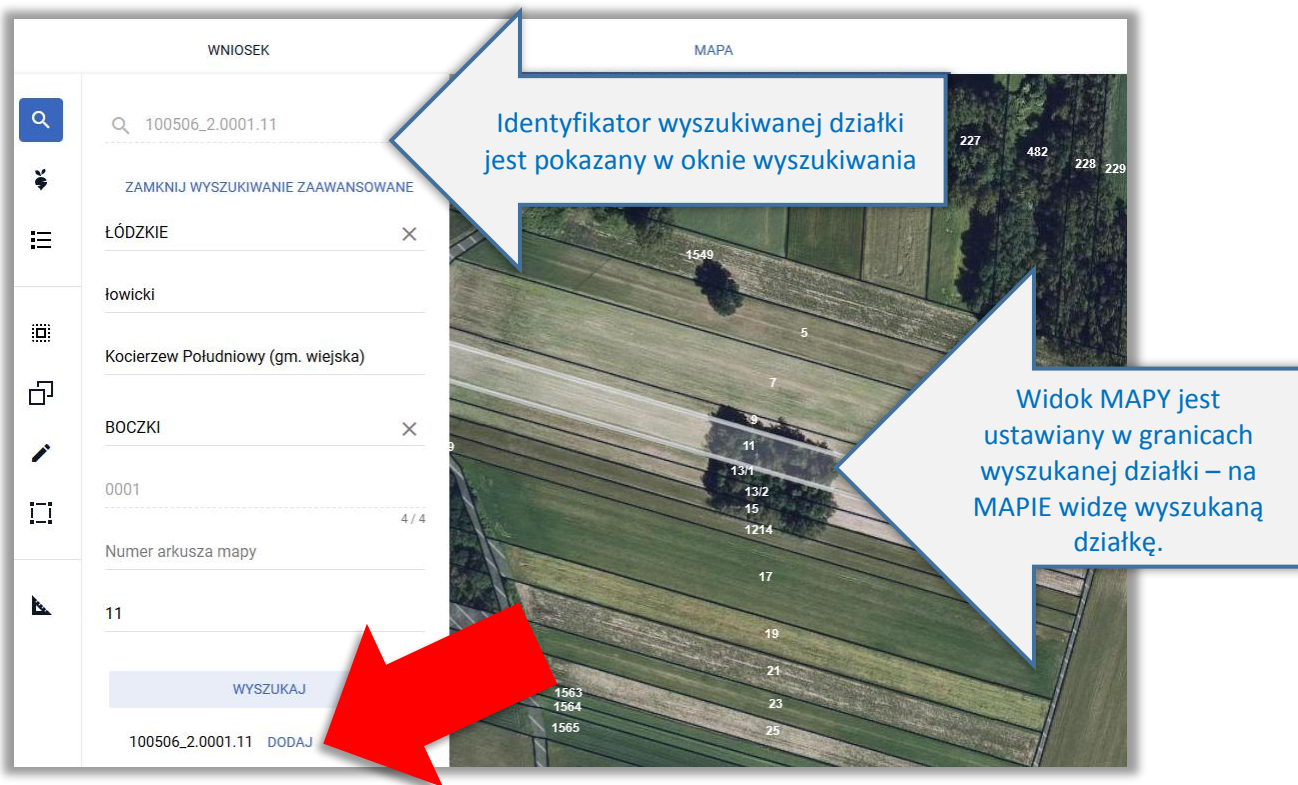 WNIOSEK
MAPA
100506_2.0001.11
ZAMKNIJ WYSZUKIWANIE ZAAWANSOWANE
ŁÓDZKIE
łowicki
Kocierzew Południowy (gm. wiejska)
BOCZKI
0001
4 / 4
Numer arkusza mapy
11
WYSZUKAJ
100506_2.0001.11 DODAJ
Identyfikator wyszukiwanej działki
jest pokazany w oknie wyszukiwania
227
482
228
229
1549
5
7
9
11
13/1
13/2
15
1214
17
19
21
23
25
9
1563
1564
1565
Widok MAPY jest
ustawiany w granicach
wyszukanej działki – na
MAPIE widzę wyszukaną
działkę.